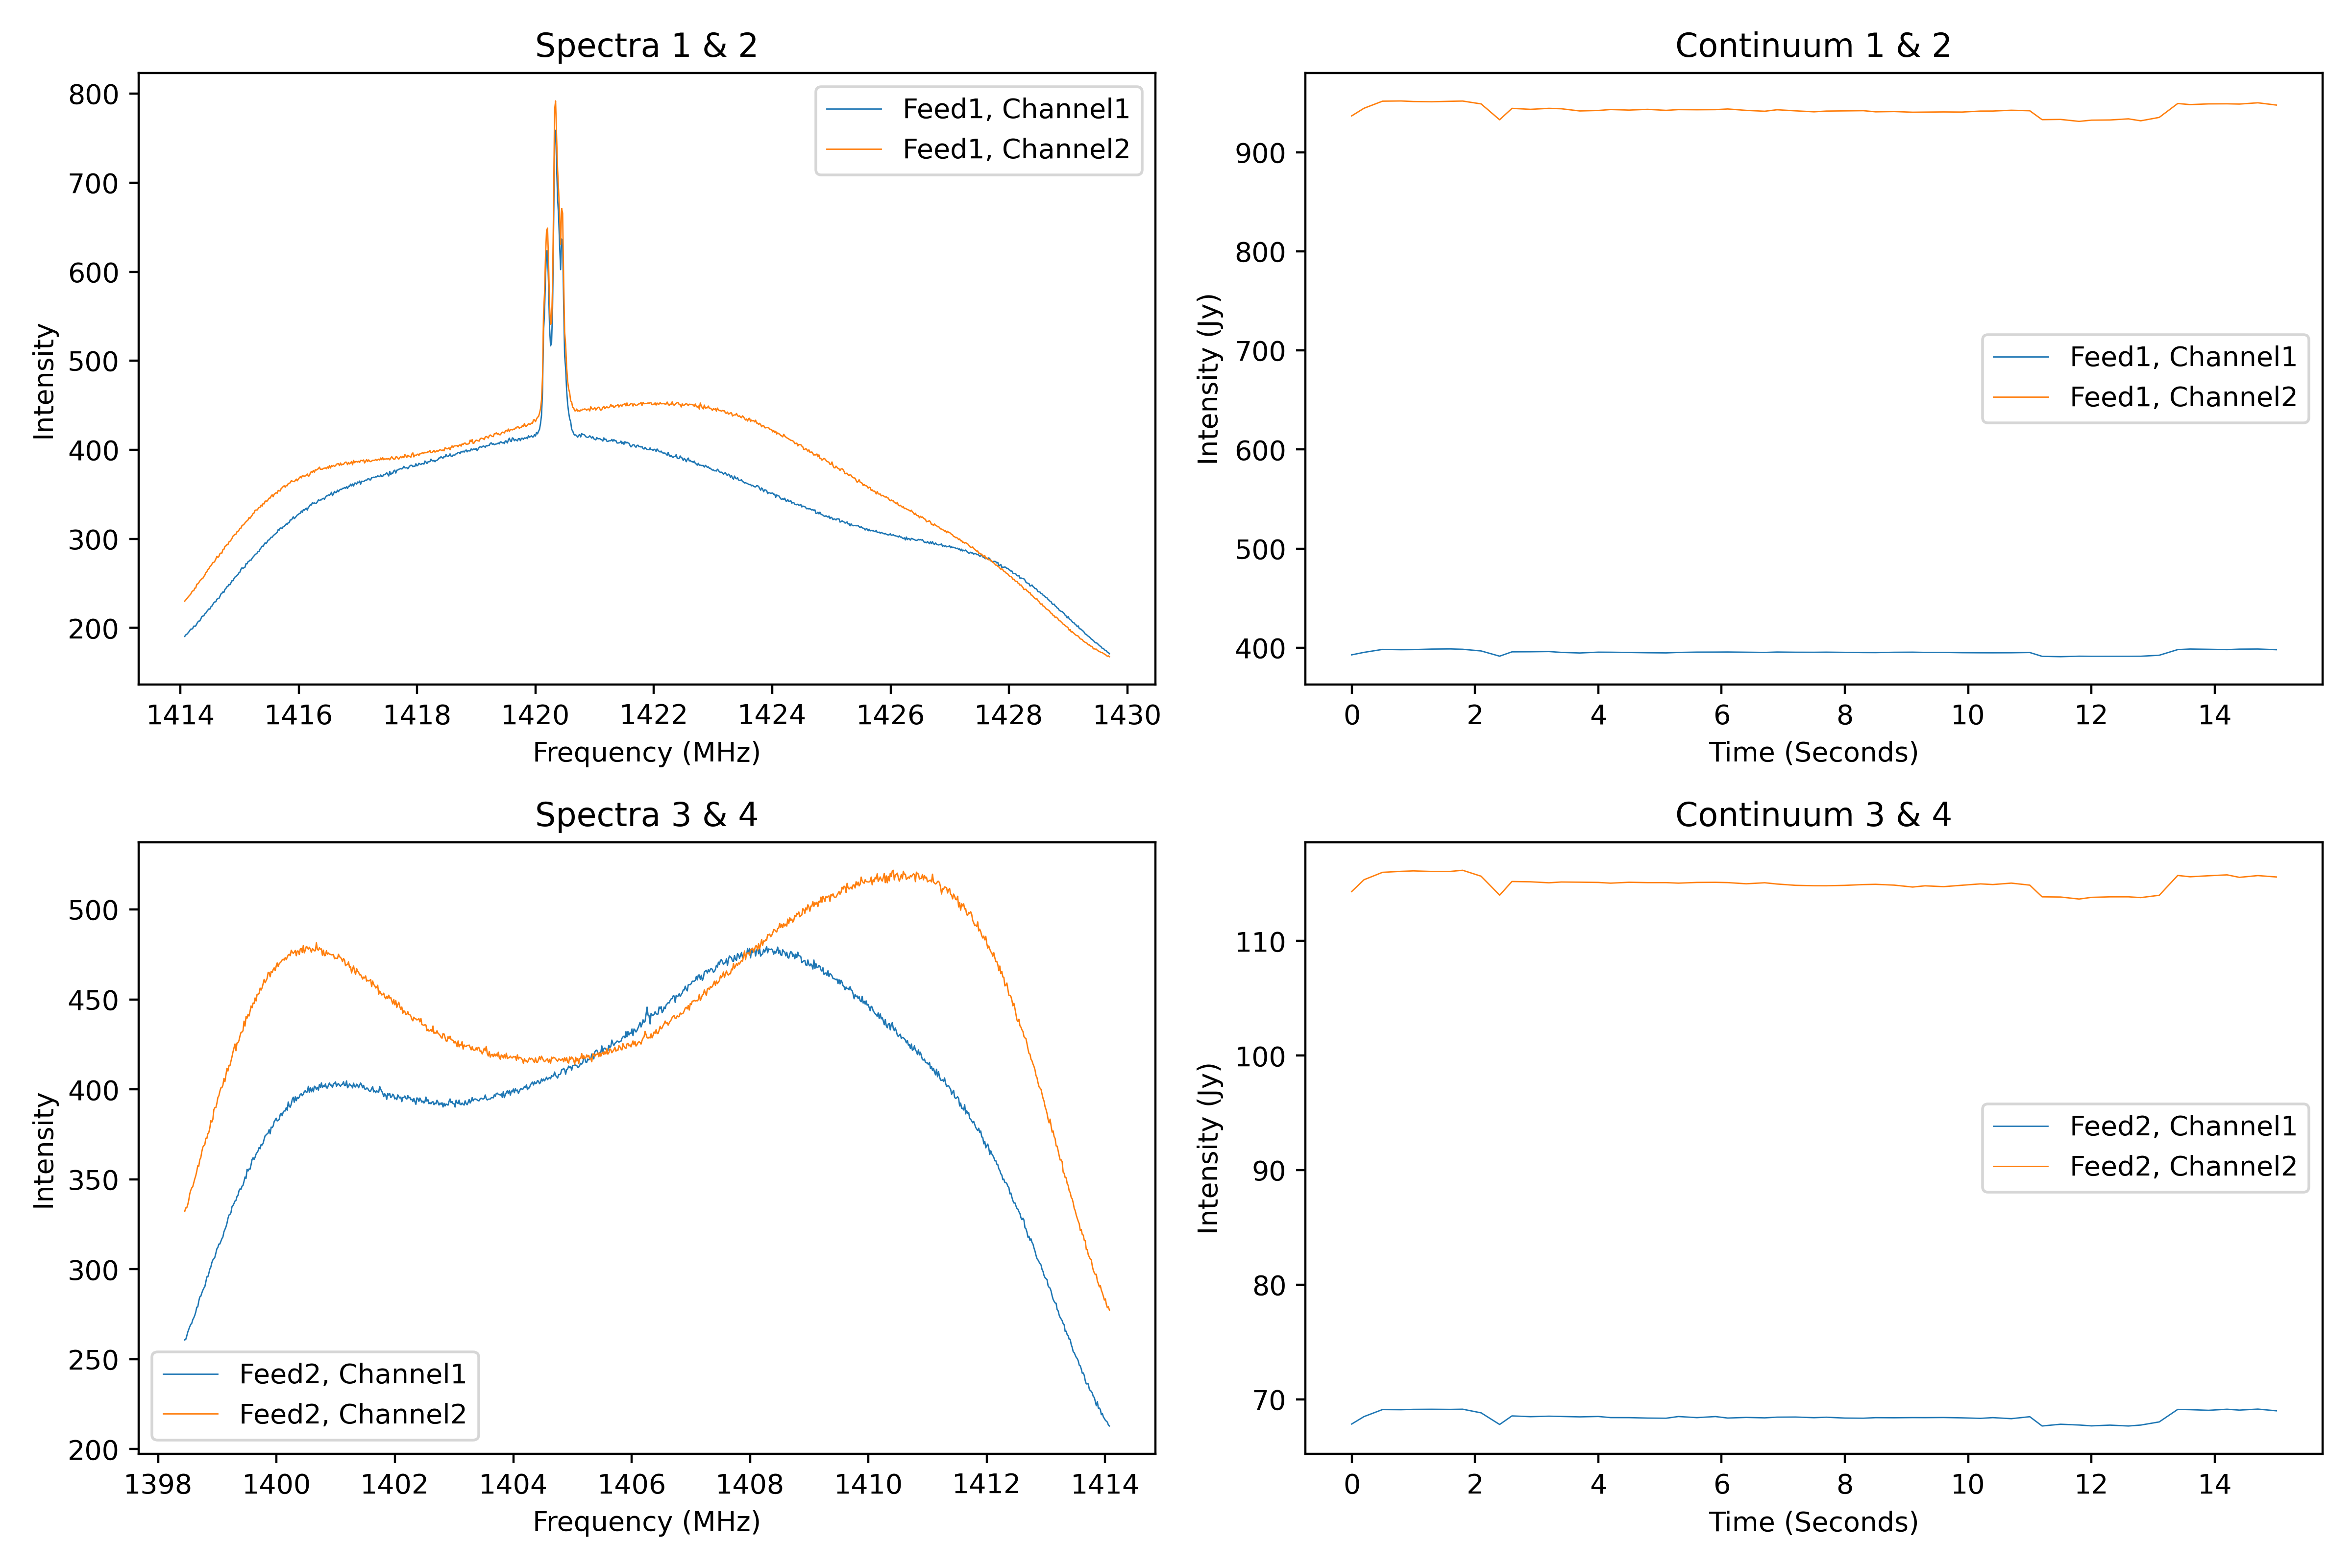 Spectra 1 & 2
800
700
600
500
400
300
200
Intensity
Feed1, Channel1
Feed1, Channel2
1414 1416 1418 1420 1422 1424 1426 1428 1430
Frequency (MHz)
Continuum 1 & 2
900
800
700
600
500
400
Intensity (Jy)
Feed1, Channel1
Feed1, Channel2
0 2 4 6 8 10 12 14
Time (Seconds)
Spectra 3 & 4
500
450
400
350
300
250
200
Intensity
Feed2, Channel1
Feed2, Channel2
1398 1400 1402 1404 1406 1408 1410 1412 1414
Frequency (MHz)
Continuum 3 & 4
110
100
90
80
70
Intensity (Jy)
Feed2, Channel1
Feed2, Channel2
0 2 4 6 8 10 12 14
Time (Seconds)